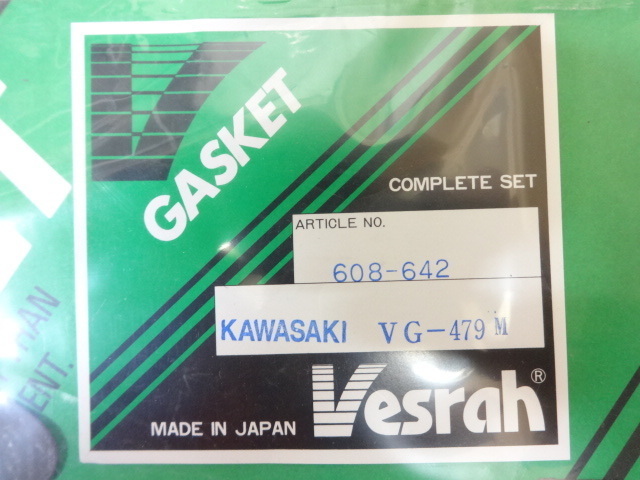 GASKET
COMPLETE SET
ARTICLE NO.
608-642
KAWASAKI VG-479 M
MADE IN JAPAN Vesrah®